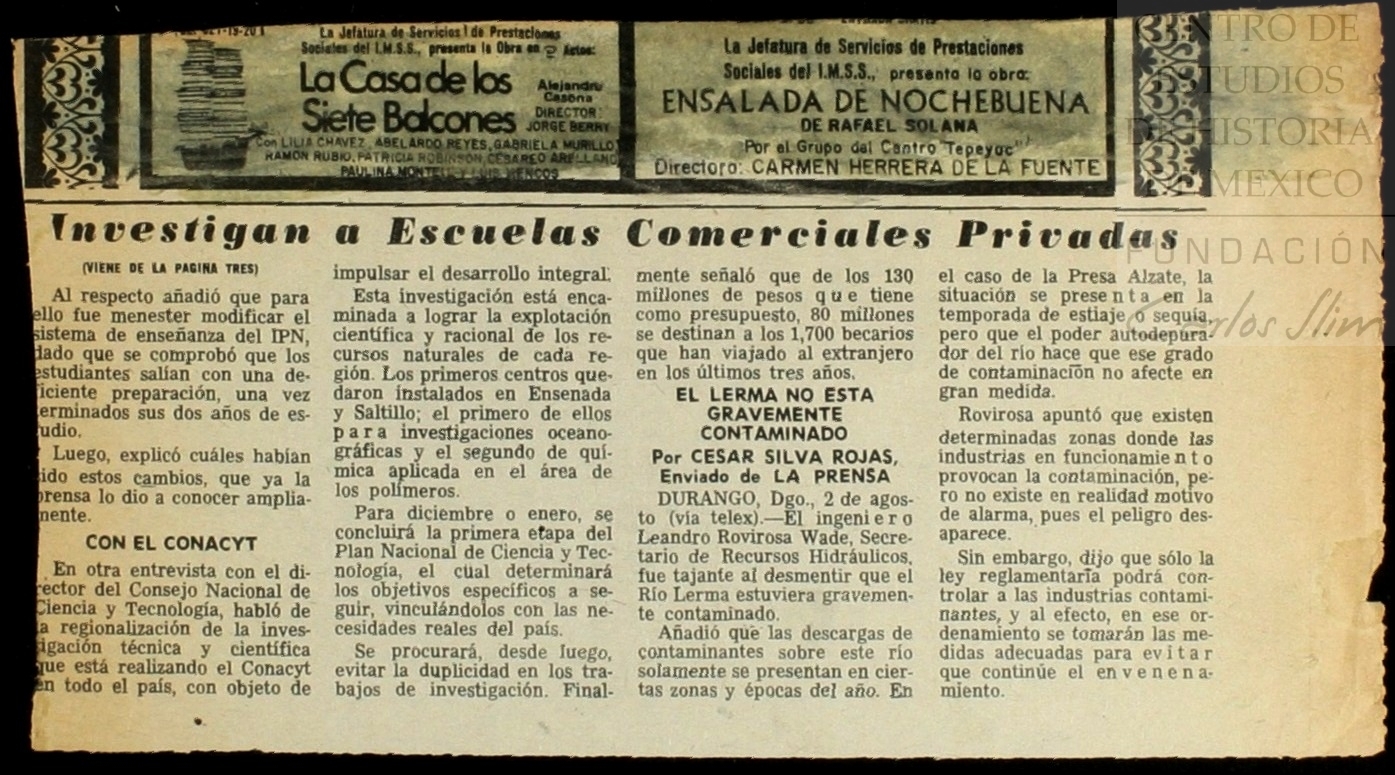 La Jefatura de Servicios de Prestaciones
Sociales del I.M.S.S., presenta la Obra en 2 Actos:
La Casa de los
Siete Balcones
Alejandro
Casona
DIRECTOR:
JORGE BERRY
Con LILIA CHAVEZ, ABELARDO REYES, GABRIELA MURILLO
RAMON RUBIO, PATRICIA ROBINSON, CESAREO ARELLANO
PAULINA Y LUIS
La Jefatura de Servicios de Prestaciones
Sociales del I.M.S.S., presenta la obra:
ENSALADA DE NOCHEBUENA
DE RAFAEL SOLANA
Por el Grupo del Centro "Tepeyac"
Directora: CARMEN HERRERA DE LA FUENTE
CENTRO DE
ESTUDIOS
DE HISTORIA
DE MEXICO
FUNDACIÓN
Carlos Slim
Investigan a Escuelas Comerciales Privadas
(VIENE DE LA PAGINA TRES)
Al respecto añadió que para
ello fue menester modificar el
sistema de enseñanza del IPN,
dado que se comprobó que los
estudiantes salían con una de-
ficiente preparación, una vez
terminados sus dos años de es-
tudio.
Luego, explicó cuáles habían
sido estos cambios, que ya la
prensa lo dio a conocer amplia-
mente.
CON EL CONACYT
En otra entrevista con el di-
rector del Consejo Nacional de
Ciencia y Tecnología, habló de
la regionalización de la inves-
tigación técnica y científica
que está realizando el Conacyt
en todo el país, con objeto de
impulsar el desarrollo integral.
Esta investigación está enca-
minada a lograr la explotación
científica y racional de los re-
cursos naturales de cada re-
gión. Los primeros centros que-
daron instalados en Ensenada
y Saltillo; el primero de ellos
para investigaciones oceano-
gráficas y el segundo de quí-
mica aplicada en el área de
los polímeros.
Para diciembre o enero, se
concluirá la primera etapa del
Plan Nacional de Ciencia y Tec-
nología, el cual determinará
los objetivos específicos a se-
guir, vinculándolos con las ne-
cesidades reales del país.
Se procurará, desde luego,
evitar la duplicidad en los tra-
bajos de investigación. Final-
mente señaló que de los 130
millones de pesos que tiene
como presupuesto, 80 millones
se destinan a los 1,700 becarios
que han viajado al extranjero
en los últimos tres años.
EL LERMA NO ESTA
GRAVEMENTE
CONTAMINADO
Por CESAR SILVA ROJAS,
Enviado de LA PRENSA
DURANGO, Dgo., 2 de agos-
to (vía telex).—El ingeniero
Leandro Rovirosa Wade, Secre-
tario de Recursos Hidráulicos,
fue tajante al desmentir que el
Río Lerma estuviera gravemen-
te contaminado.
Añadió que las descargas de
contaminantes sobre este río
solamente se presentan en cier-
tas zonas y épocas del año. En
el caso de la Presa Alzate, la
situación se presenta en la
temporada de estiaje o sequía,
pero que el poder autodepura-
dor del río hace que ese grado
de contaminación no afecte en
gran medida.
Rovirosa apuntó que existen
determinadas zonas donde las
industrias en funcionamiento
provocan la contaminación, pe-
ro no existe en realidad motivo
de alarma, pues el peligro des-
aparece.
Sin embargo, dijo que sólo la
ley reglamentaria podrá con-
trolar a las industrias contami-
nantes, y al efecto, en ese or-
denamiento se tomarán las me-
didas adecuadas para evitar
que continúe el envenena-
miento.